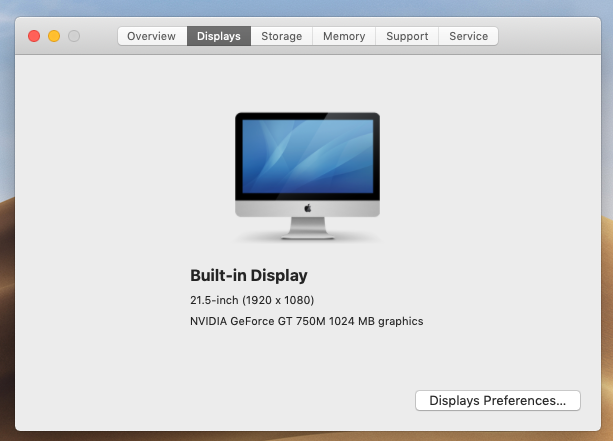 Overview Displays Storage Memory Support Service
Built-in Display
21.5-inch (1920 x 1080)
NVIDIA GeForce GT 750M 1024 MB graphics
Displays Preferences...